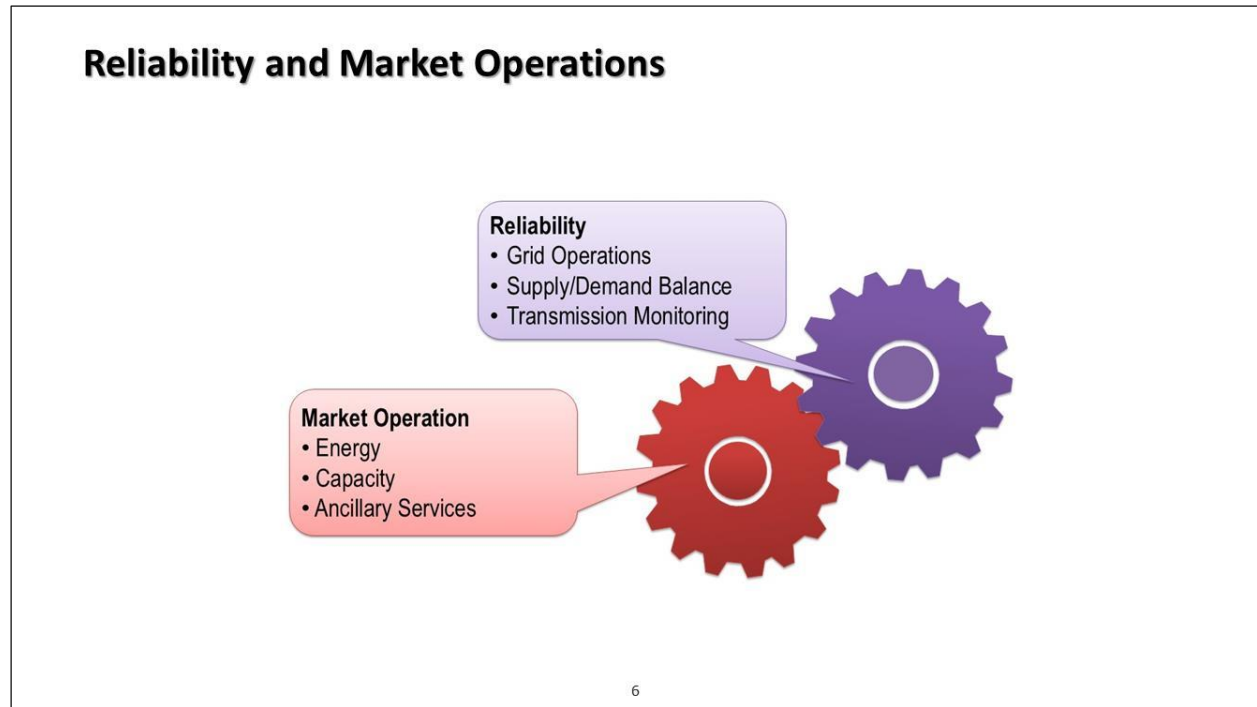 Reliability and Market Operations
Reliability
• Grid Operations
• Supply/Demand Balance
• Transmission Monitoring
Market Operation
• Energy
• Capacity
• Ancillary Services
6